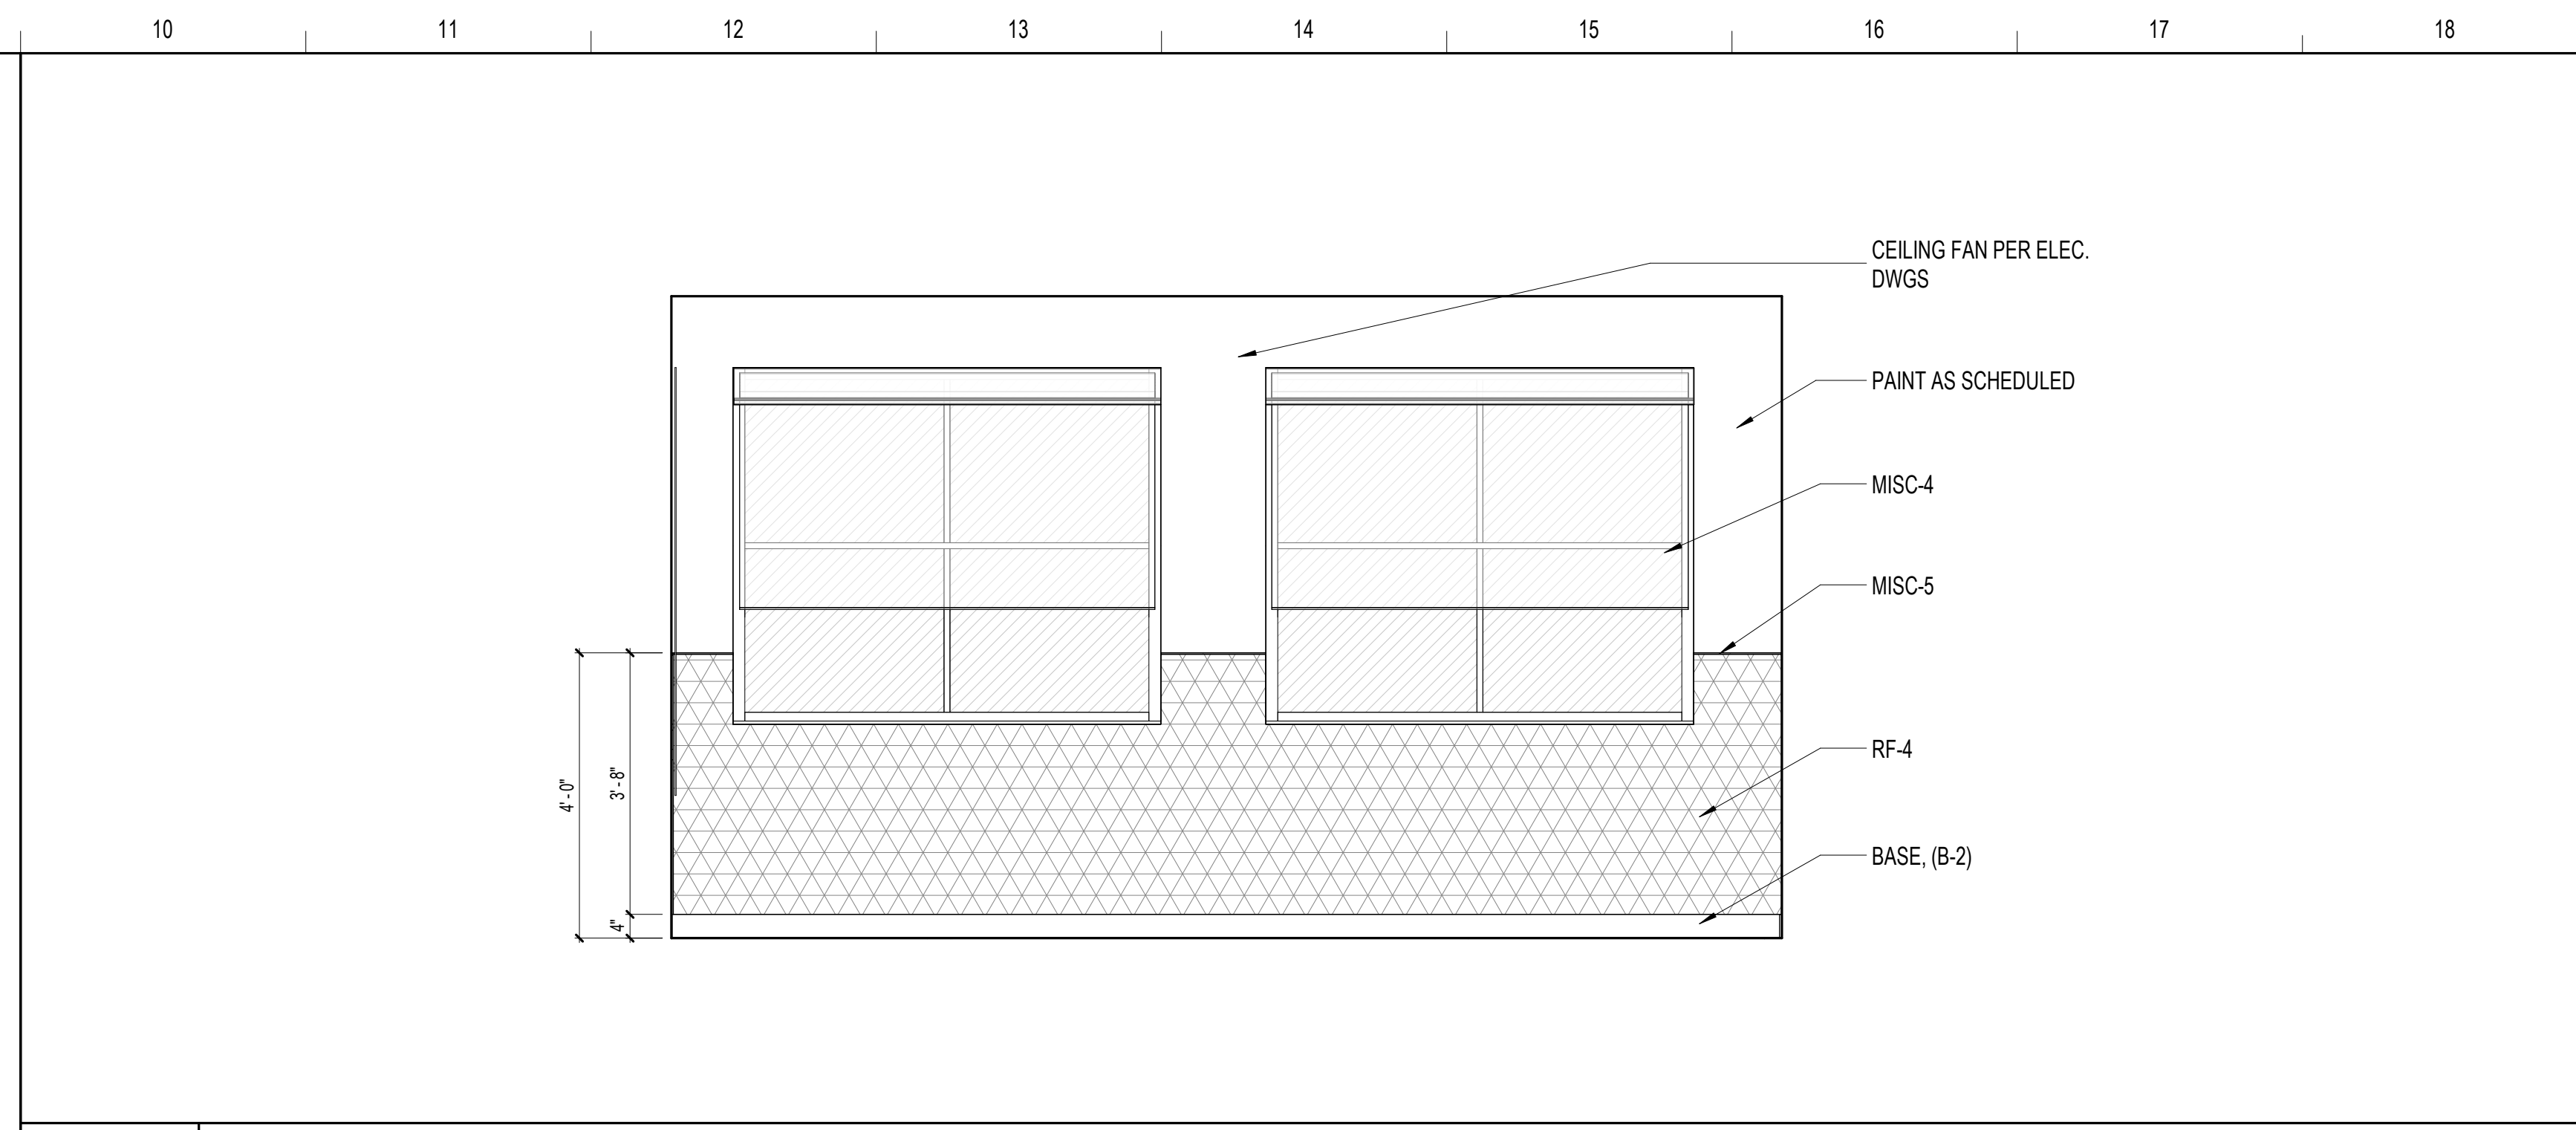 10 11 12 13 14 15 16 17 18
CEILING FAN PER ELEC.
DWGS
PAINT AS SCHEDULED
MISC-4
MISC-5
RF-4
BASE, (B-2)
4' - 0"
3' - 8"
4"